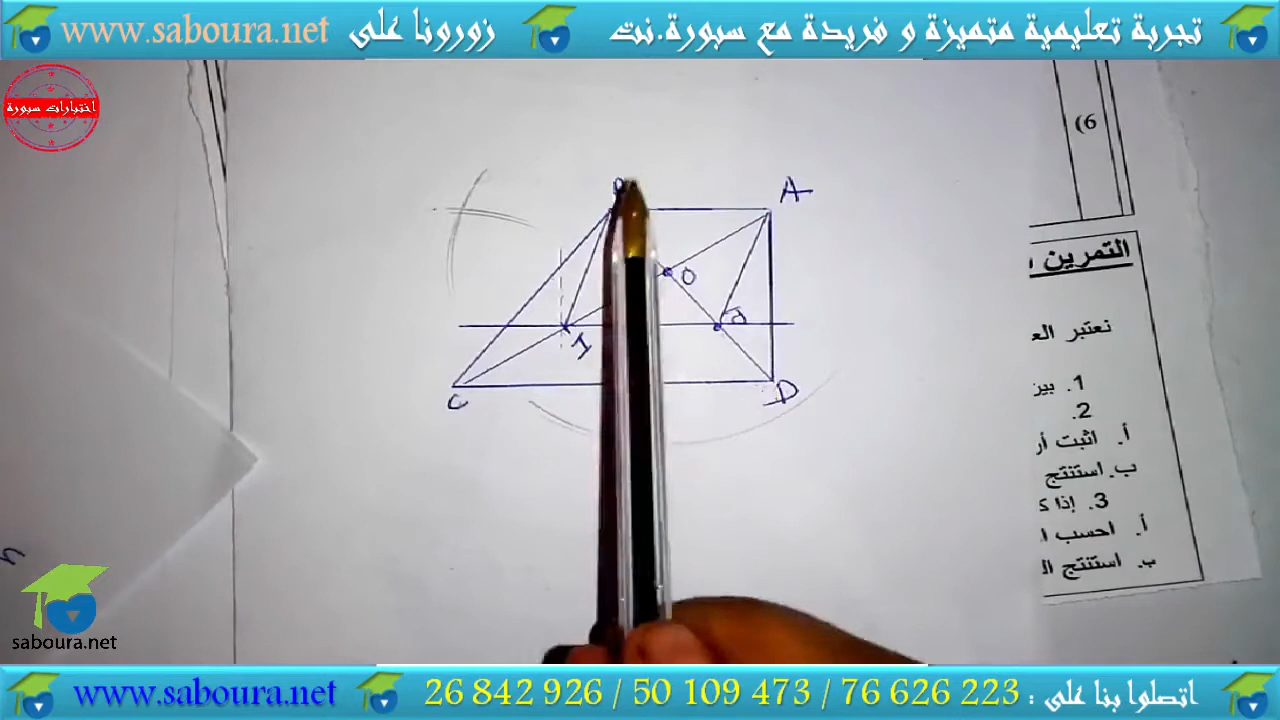 تجربة تعليمية متميزة و فريدة مع سبورة.نت زورونا على www.saboura.net
اختبارات سبورة
6)
A
O
I
J
C
D
التمرين
نعتبر
1. بين
2.
أ. اثبت
ب. استنتج
3. إذا
أ. احسب
ب. استنتج
saboura.net
اتصلوا بنا على : 26 842 926 / 50 109 473 / 76 626 223 www.saboura.net